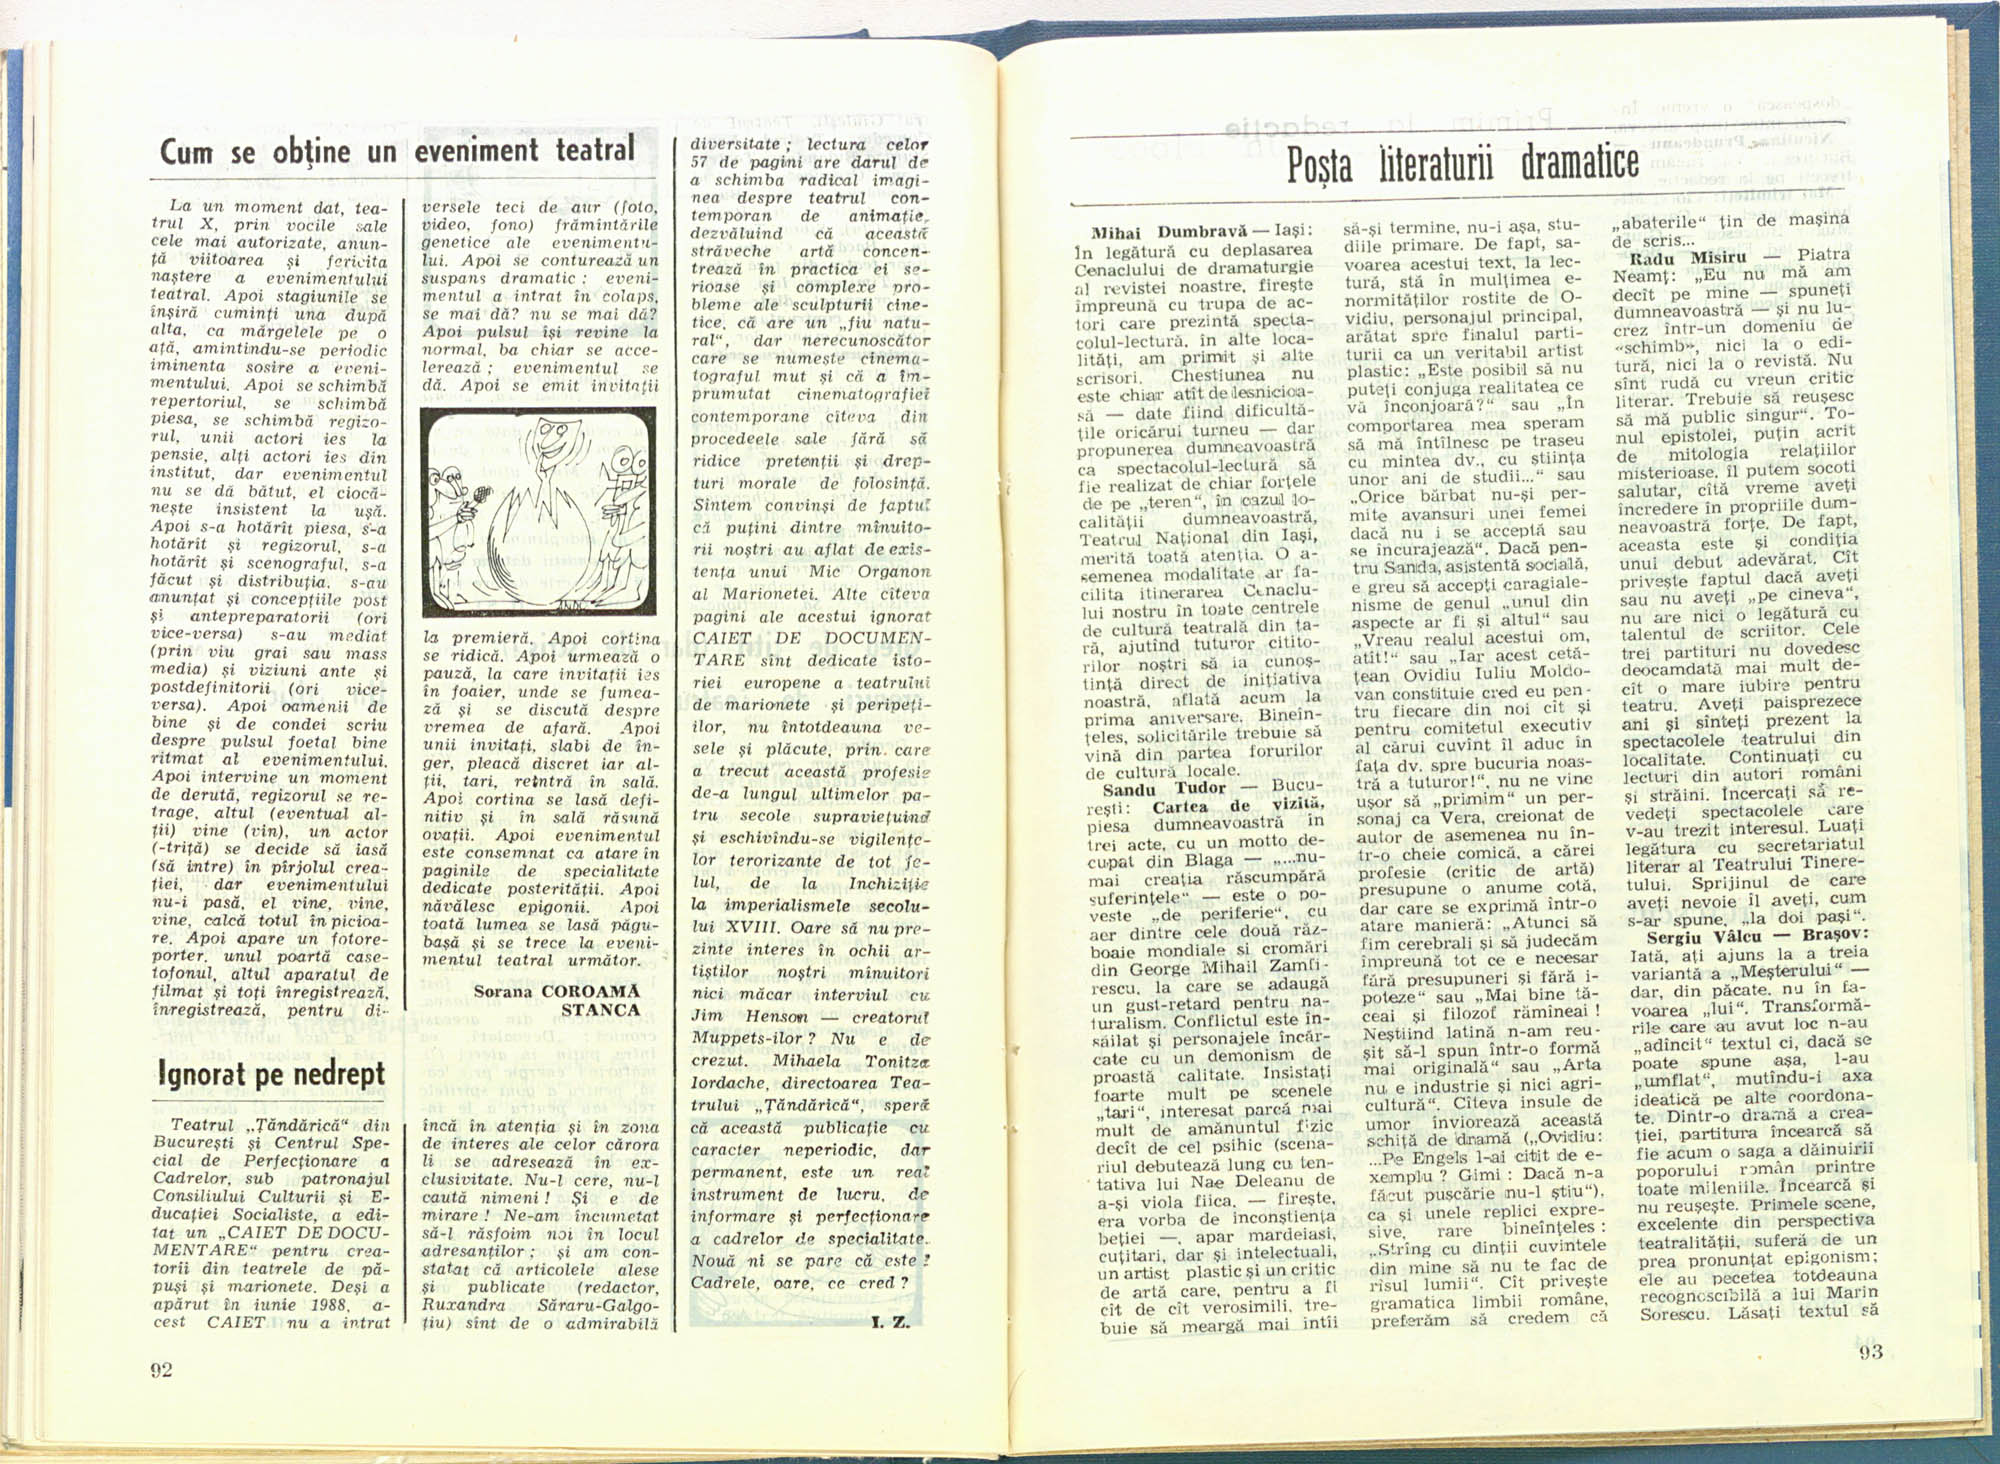 Cum se obține un eveniment teatral
La un moment dat, tea-
trul X, prin vocile sale
cele mai autorizate, anun-
ță viitoarea și fericita
naștere a evenimentului
teatral. Apoi stagiunile se
înșiră cuminți una după
alta, ca mărgelele pe o
ață, amintindu-se periodic
iminenta sosire a eveni-
mentului. Apoi se schimbă
repertoriul, se schimbă
piesa, se schimbă regizo-
rul, unii actori ies la
pensie, alți actori ies din
institut, dar evenimentul
nu se dă bătut, el ciocă-
nește insistent la ușă.
Apoi s-a hotărît piesa, s-a
hotărît și regizorul, s-a
hotărît și scenograful, s-a
făcut și distribuția, s-au
anunțat și concepțiile post
și antepreparatorii (ori
vice-versa) s-au mediat
(prin viu grai sau mass
media) și viziuni ante și
postdefinitorii (ori vice-
versa). Apoi oamenii de
bine și de condei scriu
despre pulsul foetal bine
ritmat al evenimentului.
Apoi intervine un moment
de derută, regizorul se re-
trage, altul (eventual al-
ții) vine (vin), un actor
(-triță) se decide să iasă
(să intre) în pîrjolul crea-
ției, dar evenimentului
nu-i pasă, el vine, vine,
vine, calcă totul în picioa-
re. Apoi apare un fotore-
porter, unul poartă case-
tofonul, altul aparatul de
filmat și toți înregistrează,
înregistrează, pentru di-
versele teci de aur (foto,
video, fono) frămîntările
genetice ale evenimentu-
lui. Apoi se conturează un
suspans dramatic : eveni-
mentul a intrat în colaps,
se mai dă? nu se mai dă?
Apoi pulsul își revine la
normal, ba chiar se acce-
lerează ; evenimentul se
dă. Apoi se emit invitații
la premieră. Apoi cortina
se ridică. Apoi urmează o
pauză, la care invitații ies
în foaier, unde se fumea-
ză și se discută despre
vremea de afară. Apoi
unii invitați, slabi de în-
ger, pleacă discret iar al-
ții, tari, reintră în sală.
Apoi cortina se lasă defi-
nitiv și în sală răsună
ovații. Apoi evenimentul
este consemnat ca atare în
paginile de specialitate
dedicate posterității. Apoi
năvălesc epigonii. Apoi
toată lumea se lasă păgu-
bașă și se trece la eveni-
mentul teatral următor.
Sorana COROAMĂ
STANCA
Ignorat pe nedrept
Teatrul „Țăndărică“ din
București și Centrul Spe-
cial de Perfecționare a
Cadrelor, sub patronajul
Consiliului Culturii și E-
ducației Socialiste, a edi-
tat un „CAIET DE DOCU-
MENTARE“ pentru crea-
torii din teatrele de pă-
puși și marionete. Deși a
apărut în iunie 1988, a-
cest CAIET nu a intrat
încă în atenția și în zona
de interes ale celor cărora
li se adresează în ex-
clusivitate. Nu-l cere, nu-l
caută nimeni ! Și e de
mirare ! Ne-am încumetat
să-l răsfoim noi în locul
adresanților ; și am con-
statat că articolele alese
și publicate (redactor,
Ruxandra Săraru-Galgo-
țiu) sînt de o admirabilă
diversitate ; lectura celor
57 de pagini are darul de
a schimba radical imagi-
nea despre teatrul con-
temporan de animație,
dezvăluind că această
străveche artă concen-
trează în practica ei se-
rioase și complexe pro-
bleme ale sculpturii cine-
tice, că are un „fiu natu-
ral“, dar nerecunoscător
care se numește cinema-
tograful mut și că a îm-
prumutat cinematografiei
contemporane cîteva din
procedeele sale fără să
ridice pretenții și drep-
turi morale de folosință.
Sintem convinși de faptul
că puțini dintre mînuito-
rii noștri au aflat de exis-
tența unui Mic Organon
al Marionetei. Alte cîteva
pagini ale acestui ignorat
CAIET DE DOCUMEN-
TARE sînt dedicate isto-
riei europene a teatrului
de marionete și peripeți-
ilor, nu întotdeauna ve-
sele și plăcute, prin care
a trecut această profesie
de-a lungul ultimelor pa-
tru secole supraviețuind
și eschivîndu-se vigilențe-
lor terorizante de tot fe-
lul, de la Inchiziție
la imperialismele secolu-
lui XVIII. Oare să nu pre-
zinte interes în ochii ar-
tiștilor noștri minuitori
nici măcar interviul cu
Jim Henson — creatorul
Muppets-ilor ? Nu e de
crezut. Mihaela Tonitza
Iordache, directoarea Tea-
trului „Țăndărică“, speră
că această publicație cu
caracter neperiodic, dar
permanent, este un real
instrument de lucru, de
informare și perfecționare
a cadrelor de specialitate.
Nouă ni se pare că este !
Cadrele, oare, ce cred ?
I. Z.
92
Poșta literaturii dramatice
Mihai Dumbravă — Iași :
În legătură cu deplasarea
Cenaclului de dramaturgie
al revistei noastre, firește
împreună cu trupa de ac-
tori care prezintă specta-
colul-lectură, în alte loca-
lități, am primit și alte
scrisori. Chestiunea nu
este chiar atît de lesnicioa-
să — date fiind dificultă-
țile oricărui turneu — dar
propunerea dumneavoastră
ca spectacolul-lectură să
fie realizat de chiar forțele
de pe „teren“, în cazul lo-
calității dumneavoastră,
Teatrul Național din Iași,
merită toată atenția. O a-
semenea modalitate ar fa-
cilita itinerarea Cenaclu-
lui nostru în toate centrele
de cultură teatrală din ța-
ră, ajutînd tuturor citito-
rilor noștri să ia cunoș-
tință direct de inițiativa
noastră, aflată acum la
prima aniversare. Bineîn-
țeles, solicitările trebuie să
vină din partea forurilor
de cultură locale.
Sandu Tudor — Bucu-
rești : Cartea de vizită,
piesa dumneavoastră în
trei acte, cu un motto de-
cupat din Blaga — „...nu-
mai creația răscumpără
suferințele“ — este o po-
veste „de periferie“, cu
aer dintre cele două răz-
boaie mondiale și cromări
din George Mihail Zamfi-
rescu, la care se adaugă
un gust-retard pentru na-
turalism. Conflictul este în-
săilat și personajele încăr-
cate cu un demonism de
proastă calitate. Insistați
foarte mult pe scenele
„tari“, interesat parcă mai
mult de amănuntul fizic
decît de cel psihic (scena-
riul debutează lung cu ten-
tativa lui Nae Deleanu de
a-și viola fiica, — firește,
era vorba de inconștiența
beției —, apar mardeiași,
cuțitari, dar și intelectuali,
un artist plastic și un critic
de artă care, pentru a fi
cît de cît verosimili, tre-
buie să meargă mai întîi
să-și termine, nu-i așa, stu-
diile primare. De fapt, sa-
voarea acestui text, la lec-
tură, stă în mulțimea e-
normităților rostite de O-
vidiu, personajul principal,
arătat spre finalul parti-
turii ca un veritabil artist
plastic : „Este posibil să nu
puteți conjuga realitatea ce
vă înconjoară?“ sau „În
comportarea mea speram
să mă întîlnesc pe traseu
cu mintea dv., cu știința
unor ani de studii...“ sau
„Orice bărbat nu-și per-
mite avansuri unei femei
dacă nu i se acceptă sau
se încurajează“. Dacă pen-
tru Sanda, asistentă socială,
e greu să accepți caragiale-
nisme de genul „unul din
aspecte ar fi și altul“ sau
„Vreau realul acestui om,
atît!“ sau „Iar acest cetă-
țean Ovidiu Iuliu Moldo-
van constituie cred eu pen-
tru fiecare din noi cît și
pentru comitetul executiv
al cărui cuvînt îl aduc în
fața dv. spre bucuria noas-
tră a tuturor!“, nu ne vine
ușor să „primim“ un per-
sonaj ca Vera, creionat de
autor de asemenea nu în-
tr-o cheie comică, a cărei
profesie (critic de artă)
presupune o anume cotă,
dar care se exprimă într-o
atare manieră : „Atunci să
fim cerebrali și să judecăm
împreună tot ce e necesar
fără presupuneri și fără i-
poteze“ sau „Mai bine tă-
ceai și filozof rămîneai !
Neștiind latină n-am reu-
șit să-l spun într-o formă
mai originală“ sau „Arta
nu e industrie și nici agri-
cultură“. Cîteva insule de
umor înviorează această
schiță de dramă („Ovidiu :
...Pe Engels l-ai citit de e-
xemplu ? Gimi : Dacă n-a
făcut pușcărie nu-l știu“),
ca și unele replici expre-
sive, rare bineînțeles :
„Strîng cu dinții cuvintele
din mine să nu te fac de
rîsul lumii“. Cît privește
gramatica limbii române,
preferăm să credem că
„abaterile“ țin de mașina
de scris...
Radu Misiru — Piatra
Neamț : „Eu nu mă am
decît pe mine — spuneți
dumneavoastră — și nu lu-
crez într-un domeniu de
«schimb», nici la o edi-
tură, nici la o revistă. Nu
sînt rudă cu vreun critic
literar. Trebuie să reușesc
să mă public singur“. To-
nul epistolei, puțin acrit
de mitologia relațiilor
misterioase, îl putem socoti
salutar, cîtă vreme aveți
încredere în propriile dum-
neavoastră forțe. De fapt,
aceasta este și condiția
unui debut adevărat. Cît
privește faptul dacă aveți
sau nu aveți „pe cineva“,
nu are nici o legătură cu
talentul de scriitor. Cele
trei partituri nu dovedesc
deocamdată mai mult de-
cît o mare iubire pentru
teatru. Aveți paisprezece
ani și sînteți prezent la
spectacolele teatrului din
localitate. Continuați cu
lecturi din autori români
și străini. Încercați să re-
vedeți spectacolele care
v-au trezit interesul. Luați
legătura cu secretariatul
literar al Teatrului Tinere-
tului. Sprijinul de care
aveți nevoie îl aveți, cum
s-ar spune, „la doi pași“.
Sergiu Vâlcu — Brașov :
Iată, ați ajuns la a treia
variantă a „Meșterului“ —
dar, din păcate, nu în fa-
voarea „lui“. Transformă-
rile care au avut loc n-au
„adîncit“ textul ci, dacă se
poate spune așa, l-au
„umflat“, mutîndu-i axa
ideatică pe alte coordona-
te. Dintr-o dramă a crea-
ției, partitura încearcă să
fie acum o saga a dăinuirii
poporului român printre
toate mileniile. Încearcă și
nu reușește. Primele scene,
excelente din perspectiva
teatralității, suferă de un
prea pronunțat epigonism ;
ele au pecetea totdeauna
recognoscibilă a lui Marin
Sorescu. Lăsați textul să
93